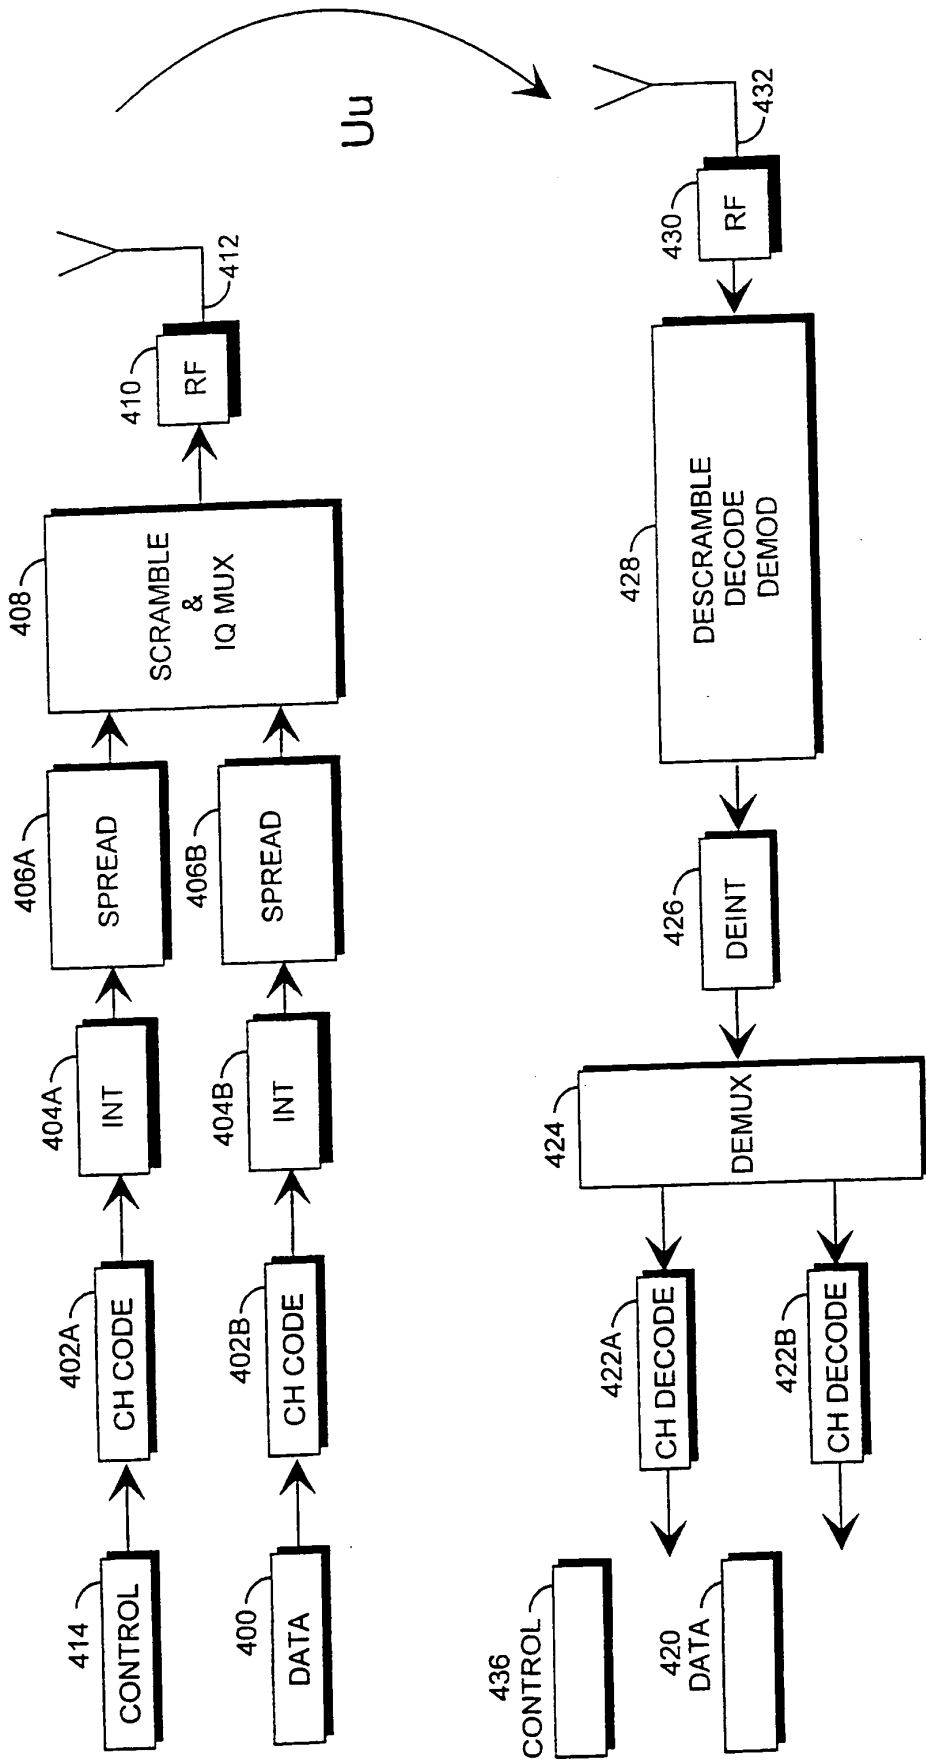 414
CONTROL
402A
CH CODE
404A
INT
406A
SPREAD
408
SCRAMBLE
&
IQ MUX
410
RF
412
400
DATA
402B
CH CODE
404B
INT
406B
SPREAD
Uu
436
CONTROL
420
DATA
422A
CH DECODE
422B
CH DECODE
424
DEMUX
426
DEINT
428
DESCRAMBLE
DECODE
DEMOD
430
RF
432